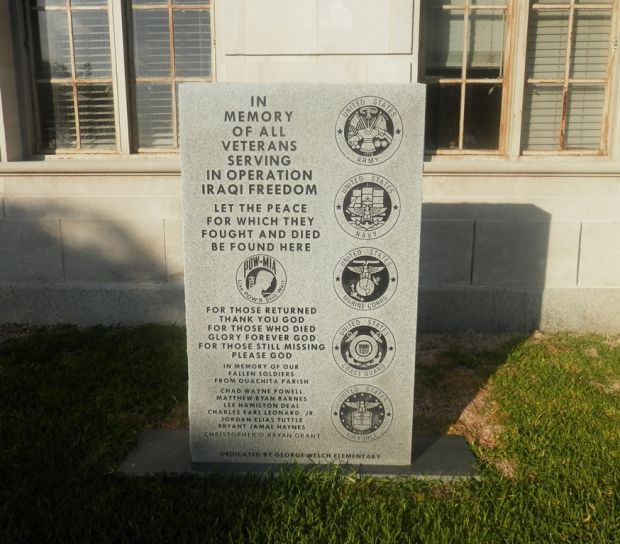 IN
MEMORY
OF ALL
VETERANS
SERVING
IN OPERATION
IRAQI FREEDOM
LET THE PEACE
FOR WHICH THEY
FOUGHT AND DIED
BE FOUND HERE
POW-MIA
FOR THOSE RETURNED
THANK YOU GOD
FOR THOSE WHO DIED
GLORY FOREVER GOD
FOR THOSE STILL MISSING
PLEASE GOD
IN MEMORY OF OUR
FALLEN SOLDIERS
FROM OUACHITA PARISH
CHAD WAYNE POWELL
MATTHEW RYAN BARNES
LEE HAMILTON DEAL
CHARLES EARL LEONARD, JR.
JORDAN ELIAS TUTTLE
BRYANT JAMAL HAYNES
CHRISTOPHER O'BRYAN GRANT
DEDICATED BY GEORGE WELCH ELEMENTARY
UNITED STATES
ARMY
UNITED STATES
NAVY
UNITED STATES
MARINE CORPS
UNITED STATES
COAST GUARD
UNITED STATES
AIR FORCE